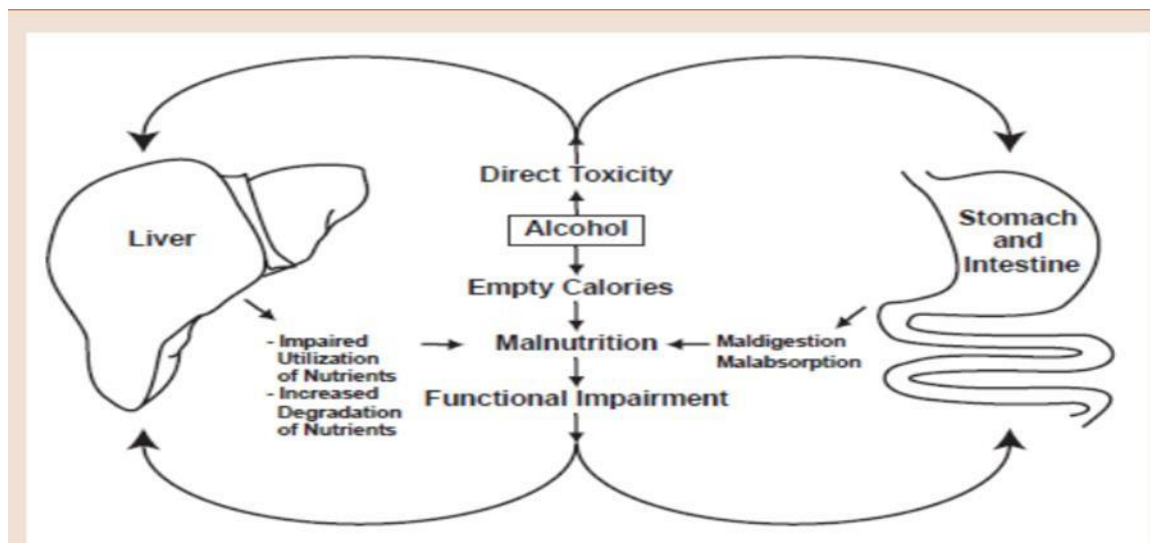 Direct Toxicity
Alcohol
Empty Calories
Malnutrition
Functional Impairment
Liver
- Impaired
Utilization
of Nutrients
- Increased
Degradation
of Nutrients
Stomach
and
Intestine
Maldigestion
Malabsorption